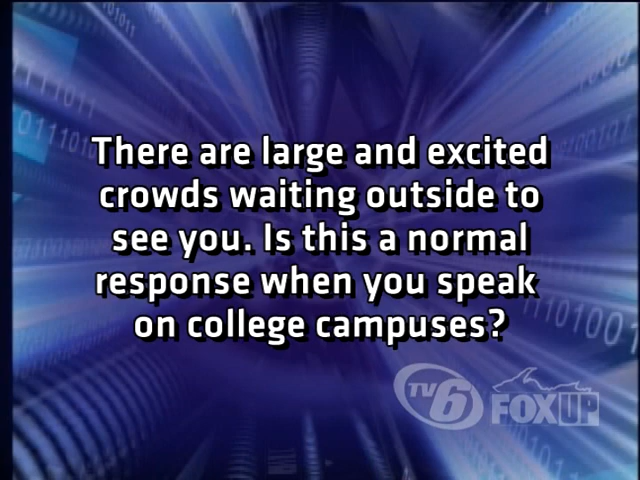 There are large and excited
crowds waiting outside to
see you. Is this a normal
response when you speak
on college campuses?
TV6 FOXUP